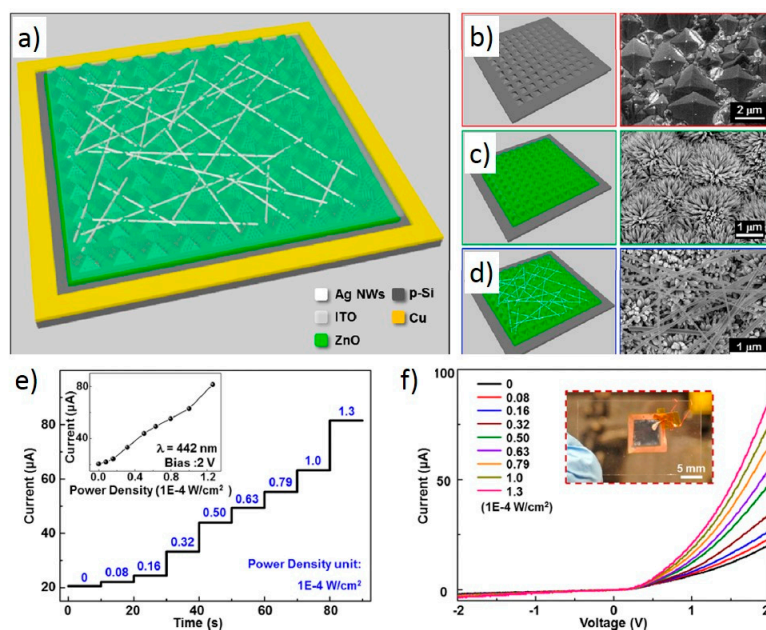 a)
Ag NWs
p-Si
ITO
Cu
ZnO
b)
2 μm
c)
1 μm
d)
1 μm
e)
Current (μA)
80
60
40
20
0
10
20
30
40
50
60
70
80
90
Time (s)
0
0.08
0.16
0.32
0.50
0.63
0.79
1.0
1.3
Power Density unit:
1E-4 W/cm²
Current (μA)
80
40
0.0
0.4
0.8
1.2
Power Density (1E-4 W/cm²)
λ = 442 nm
Bias :2 V
f)
Current (μA)
100
50
0
-2
-1
0
1
2
Voltage (V)
0
0.08
0.16
0.32
0.50
0.63
0.79
1.0
1.3
(1E-4 W/cm²)
5 mm